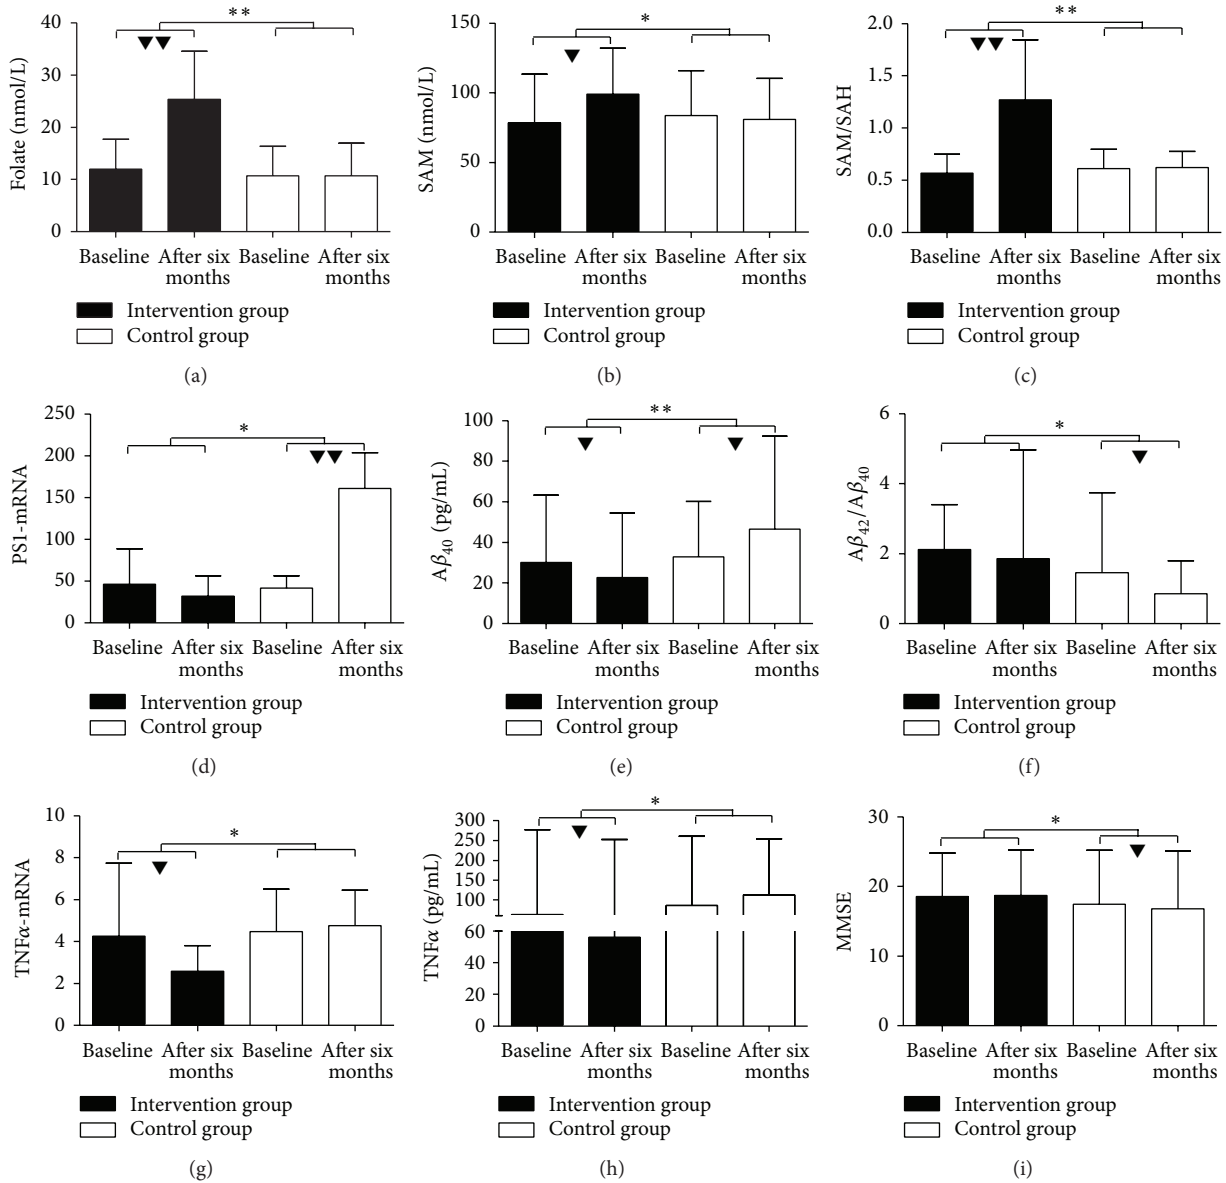 Folate (nmol/L)
40
30
20
10
0
**
▼▼
Baseline After six Baseline After six
months months
Intervention group
Control group
(a)
SAM (nmol/L)
150
100
50
0
*
▼
Baseline After six Baseline After six
months months
Intervention group
Control group
(b)
SAM/SAH
2.0
1.5
1.0
0.5
0.0
**
▼▼
Baseline After six Baseline After six
months months
Intervention group
Control group
(c)
PS1-mRNA
250
200
150
100
50
0
*
▼▼
Baseline After six Baseline After six
months months
Intervention group
Control group
(d)
Aβ40 (pg/mL)
100
80
60
40
20
0
**
▼ ▼
Baseline After six Baseline After six
months months
Intervention group
Control group
(e)
Aβ42/Aβ40
6
4
2
0
*
▼
Baseline After six Baseline After six
months months
Intervention group
Control group
(f)
TNFα-mRNA
10
8
6
4
2
0
*
▼
Baseline After six Baseline After six
months months
Intervention group
Control group
(g)
TNFα (pg/mL)
300
250
200
150
100
50
60
40
20
0
*
▼
Baseline After six Baseline After six
months months
Intervention group
Control group
(h)
MMSE
30
20
10
0
*
▼
Baseline After six Baseline After six
months months
Intervention group
Control group
(i)